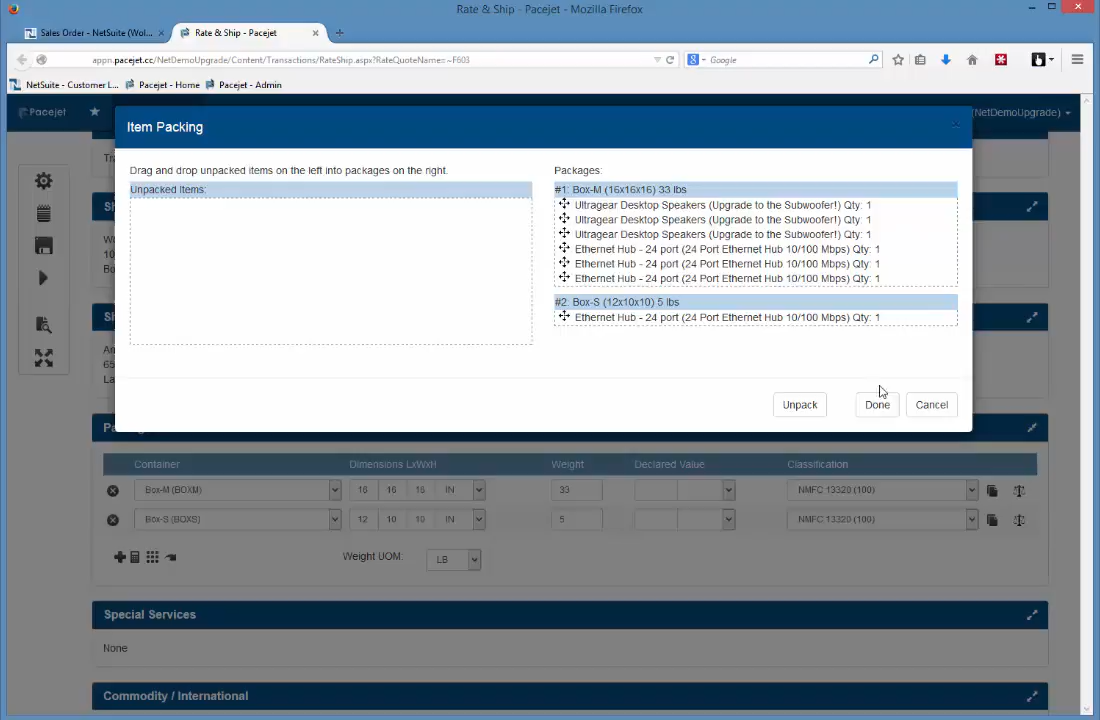 Rate & Ship - Pacejet - Mozilla Firefox
Sales Order - NetSuite (Wol...
Rate & Ship - Pacejet
appn.pacejet.cc/NetDemoUpgrade/Content/Transactions/RateShip.aspx?RateQuoteName=~F603
Google
NetSuite - Customer L...
Pacejet - Home
Pacejet - Admin
Pacejet
(NetDemoUpgrade)
Item Packing
Drag and drop unpacked items on the left into packages on the right.
Packages:
Unpacked Items:
#1: Box-M (16x16x16) 33 lbs
Ultragear Desktop Speakers (Upgrade to the Subwoofer!) Qty: 1
Ultragear Desktop Speakers (Upgrade to the Subwoofer!) Qty: 1
Ultragear Desktop Speakers (Upgrade to the Subwoofer!) Qty: 1
Ethernet Hub - 24 port (24 Port Ethernet Hub 10/100 Mbps) Qty: 1
Ethernet Hub - 24 port (24 Port Ethernet Hub 10/100 Mbps) Qty: 1
Ethernet Hub - 24 port (24 Port Ethernet Hub 10/100 Mbps) Qty: 1
#2: Box-S (12x10x10) 5 lbs
Ethernet Hub - 24 port (24 Port Ethernet Hub 10/100 Mbps) Qty: 1
Unpack
Done
Cancel
Container Dimensions LxWxH Weight Declared Value Classification
Box-M (BOXM) 16 16 16 IN 33 NMFC 13320 (100)
Box-S (BOXS) 12 10 10 IN 5 NMFC 13320 (100)
Weight UOM: LB
Special Services
None
Commodity / International